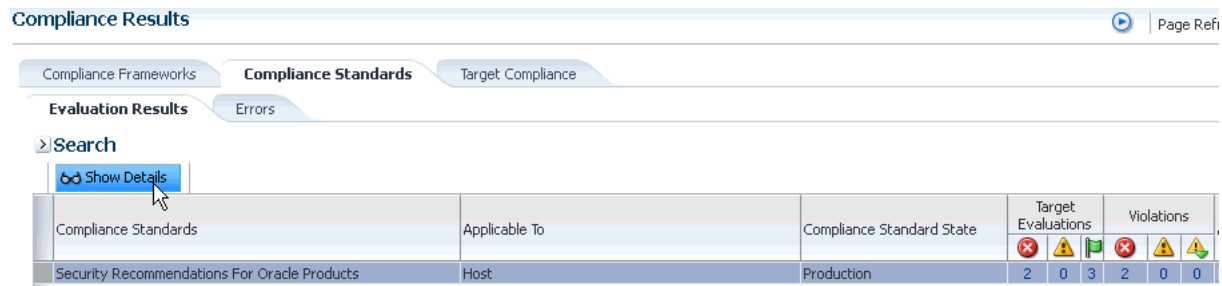 Compliance Results
Page Refr
Compliance Frameworks Compliance Standards Target Compliance
Evaluation Results Errors
Search
Show Details
Compliance Standards Applicable To Compliance Standard State Target Evaluations Violations
Security Recommendations For Oracle Products Host Production 2 0 3 2 0 0